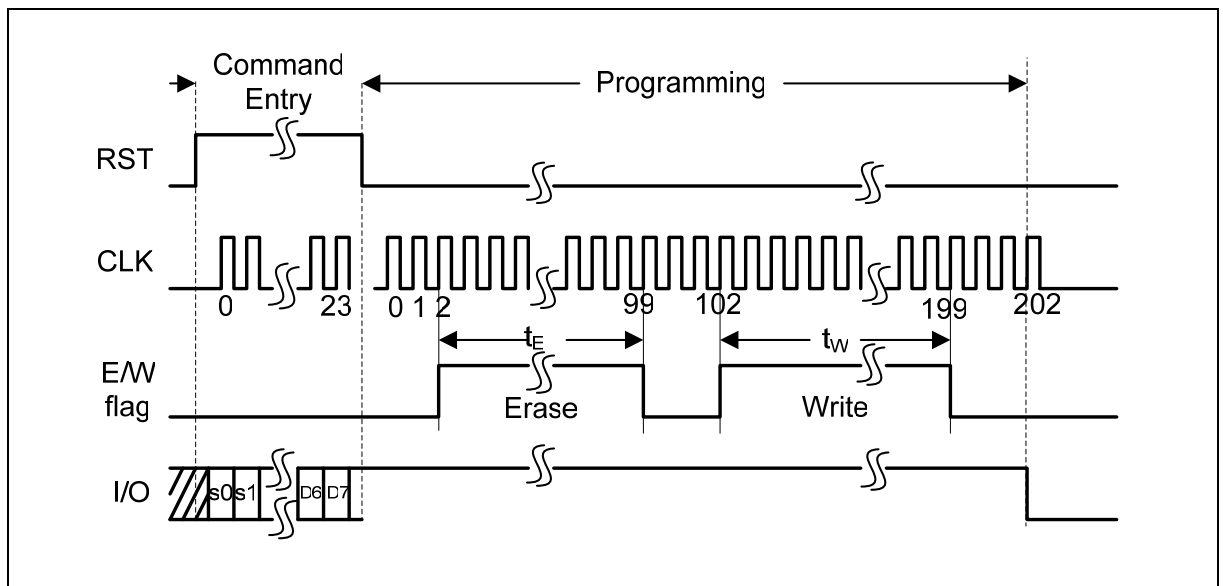 Command
Entry
Programming
RST
CLK
0 23 0 1 2 99 102 199 202
tE tW
E/W
flag
Erase Write
I/O
s0 s1 D6 D7